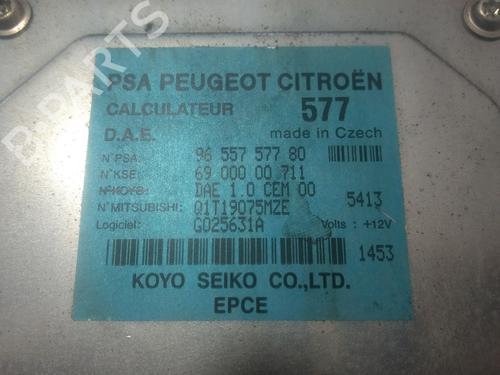 PSA PEUGEOT CITROËN
CALCULATEUR 577
D.A.E. made in Czech
N°PSA: 96 557 577 80
N°KSE: 69 000 00 711
N°KOYO: DAE 1.0 CEM 00 5413
N°MITSUBISHI: Q1T19075MZE
Logiciel: G025631A Volts : +12V
1453
KOYO SEIKO CO.,LTD.
EPCE
B-PARTS